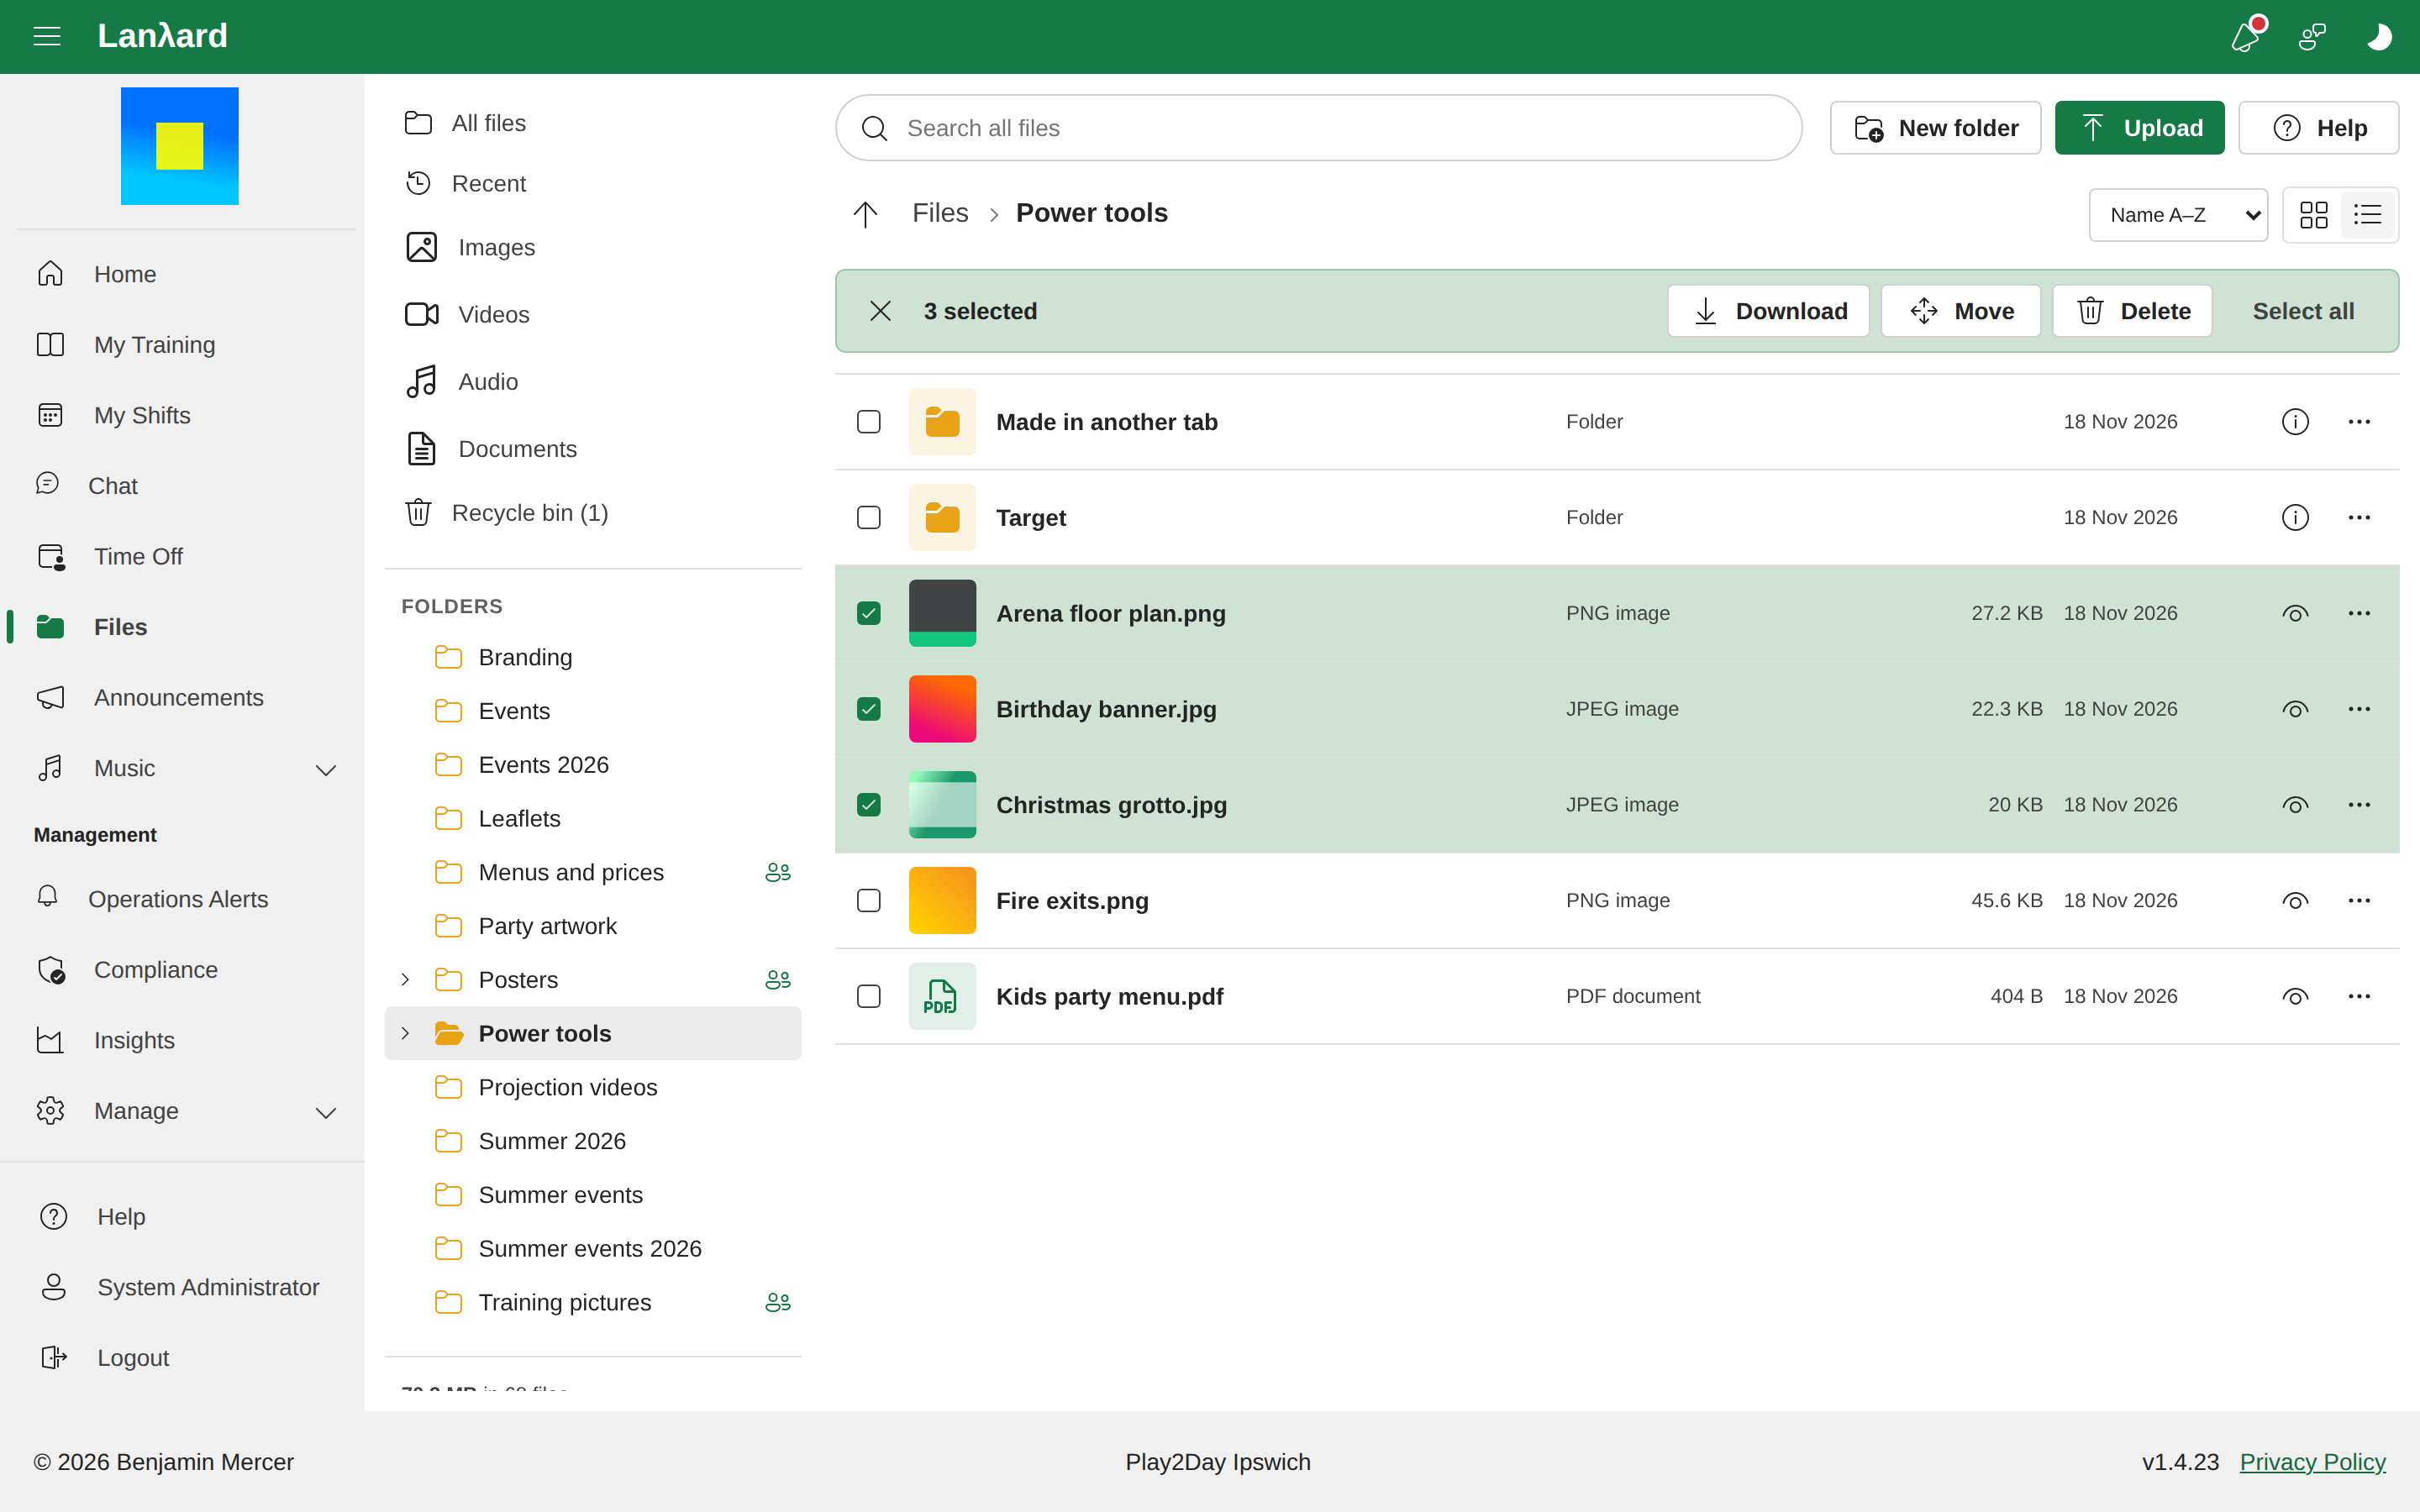 Lanλard
Home
My Training
My Shifts
Chat
Time Off
Files
Announcements
Music
Management
Operations Alerts
Compliance
Insights
Manage
Help
System Administrator
Logout
All files
Recent
Images
Videos
Audio
Documents
Recycle bin (1)
FOLDERS
Branding
Events
Events 2026
Leaflets
Menus and prices
Party artwork
Posters
Power tools
Projection videos
Summer 2026
Summer events
Summer events 2026
Training pictures
Search all files
New folder
Upload
Help
Files
Power tools
Name A–Z
3 selected
Download
Move
Delete
Select all
Made in another tab Folder 18 Nov 2026
Target Folder 18 Nov 2026
Arena floor plan.png PNG image 27.2 KB 18 Nov 2026
Birthday banner.jpg JPEG image 22.3 KB 18 Nov 2026
Christmas grotto.jpg JPEG image 20 KB 18 Nov 2026
Fire exits.png PNG image 45.6 KB 18 Nov 2026
PDF
Kids party menu.pdf PDF document 404 B 18 Nov 2026
© 2026 Benjamin Mercer
Play2Day Ipswich
v1.4.23 Privacy Policy